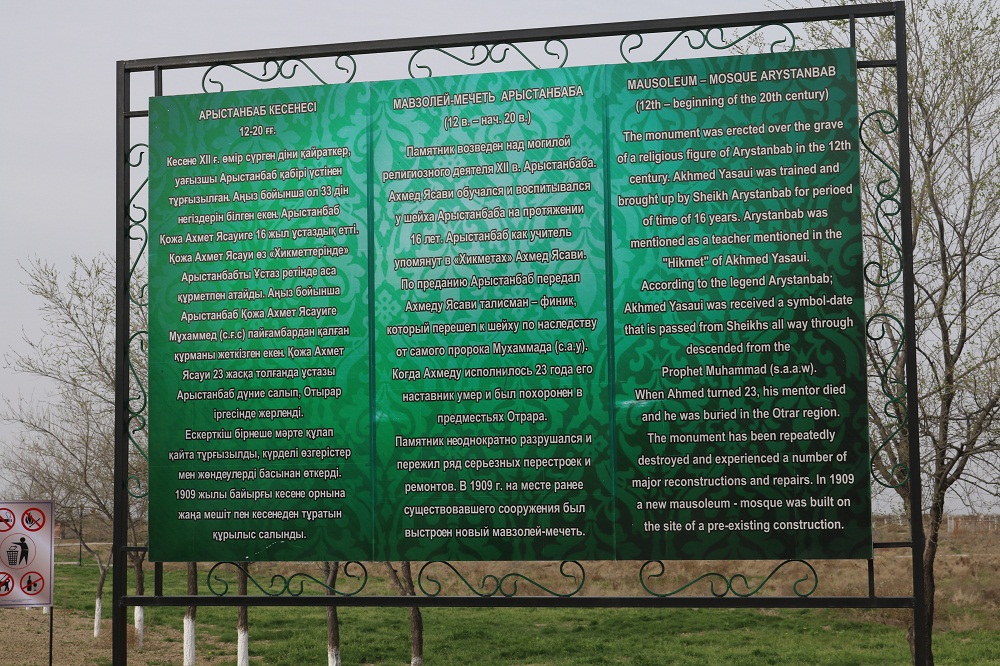 АРЫСТАНБАБ КЕСЕНЕСІ
12-20 ғғ.
Кесене XII ғ. өмір сүрген діни қайраткер,
уағызшы Арыстанбаб қабірі үстінен
тұрғызылған. Аңыз бойынша ол 33 дін
негіздерін білген екен. Арыстанбаб
Қожа Ахмет Ясауиге 16 жыл ұстаздық етті.
Қожа Ахмет Ясауи өз «Хикметтерінде»
Арыстанбабты Ұстаз ретінде аса
құрметпен атайды. Аңыз бойынша
Арыстанбаб Қожа Ахмет Ясауиге
Мұхаммед (с.ғ.с) пайғамбардан қалған
құрманы жеткізген екен. Қожа Ахмет
Ясауи 23 жасқа толғанда ұстазы
Арыстанбаб дүние салып, Отырар
іргесінде жерленді.
Ескерткіш бірнеше мәрте құлап
қайта тұрғызылды, күрделі өзгерістер
мен жөндеулерді басынан өткерді.
1909 жылы байырғы кесене орнына
жаңа мешіт пен кесенеден тұратын
құрылыс салынды.
МАВЗОЛЕЙ-МЕЧЕТЬ АРЫСТАНБАБА
(12 в. – нач. 20 в.)
Памятник возведен над могилой
религиозного деятеля XII в. Арыстанбаба.
Ахмед Ясави обучался и воспитывался
у шейха Арыстанбаба на протяжении
16 лет. Арыстанбаб как учитель
упомянут в «Хикметах» Ахмед Ясави.
По преданию Арыстанбаб передал
Ахмеду Ясави талисман – финик,
который перешел к шейху по наследству
от самого пророка Мухаммада (с.а.у).
Когда Ахмеду исполнилось 23 года его
наставник умер и был похоронен в
предместьях Отрара.
Памятник неоднократно разрушался и
пережил ряд серьезных перестроек и
ремонтов. В 1909 г. на месте ранее
существовавшего сооружения был
выстроен новый мавзолей-мечеть.
MAUSOLEUM – MOSQUE ARYSTANBAB
(12th – beginning of the 20th century)
The monument was erected over the grave
of a religious figure of Arystanbab in the 12th
century. Akhmed Yasaui was trained and
brought up by Sheikh Arystanbab for perioed
of time of 16 years. Arystanbab was
mentioned as a teacher mentioned in the
"Hikmet" of Akhmed Yasaui.
According to the legend Arystanbab;
Akhmed Yasaui was received a symbol-date
that is passed from Sheikhs all way through
descended from the
Prophet Muhammad (s.a.a.w).
When Ahmed turned 23, his mentor died
and he was buried in the Otrar region.
The monument has been repeatedly
destroyed and experienced a number of
major reconstructions and repairs. In 1909
a new mausoleum - mosque was built on
the site of a pre-existing construction.